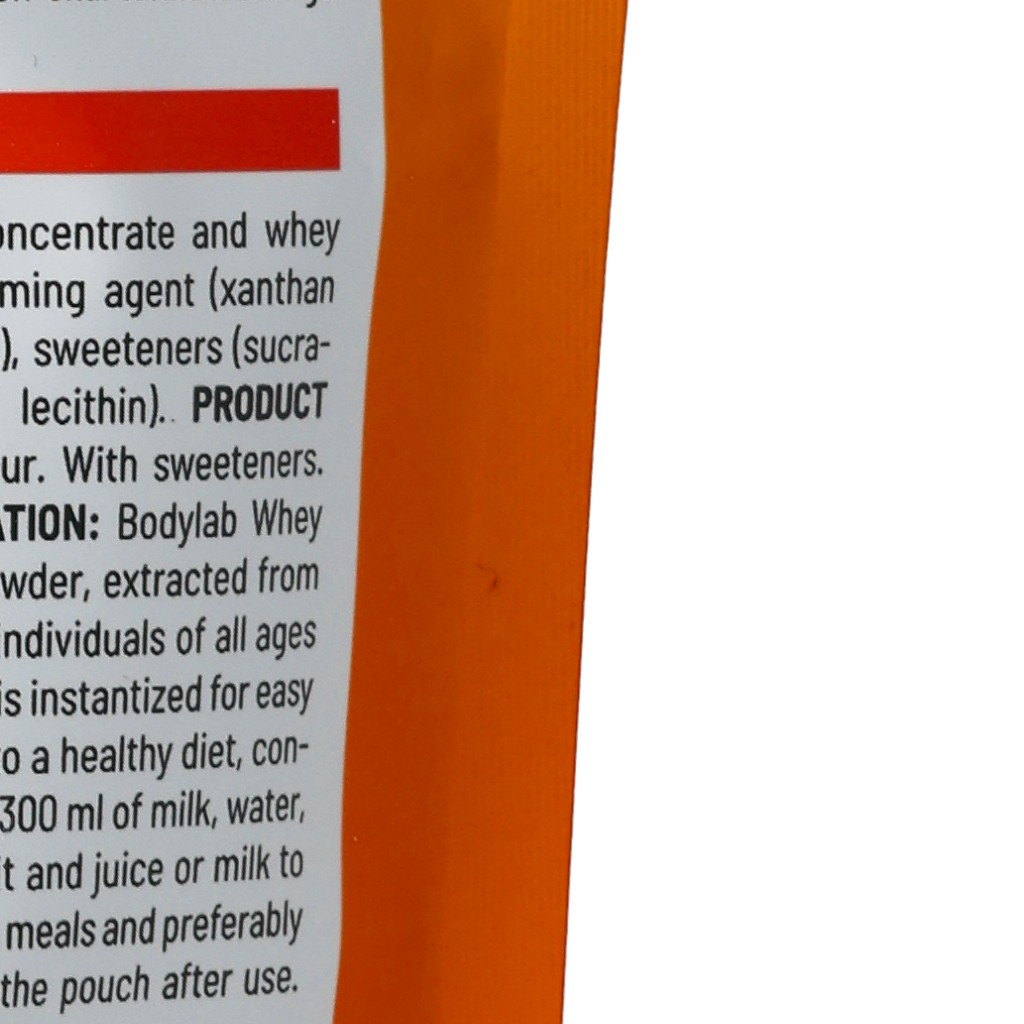 oncentrate and whey
ming agent (xanthan
), sweeteners (sucra-
lecithin).. PRODUCT
ur. With sweeteners.
ATION: Bodylab Whey
wder, extracted from
individuals of all ages
is instantized for easy
o a healthy diet, con-
300 ml of milk, water,
it and juice or milk to
meals and preferably
the pouch after use.